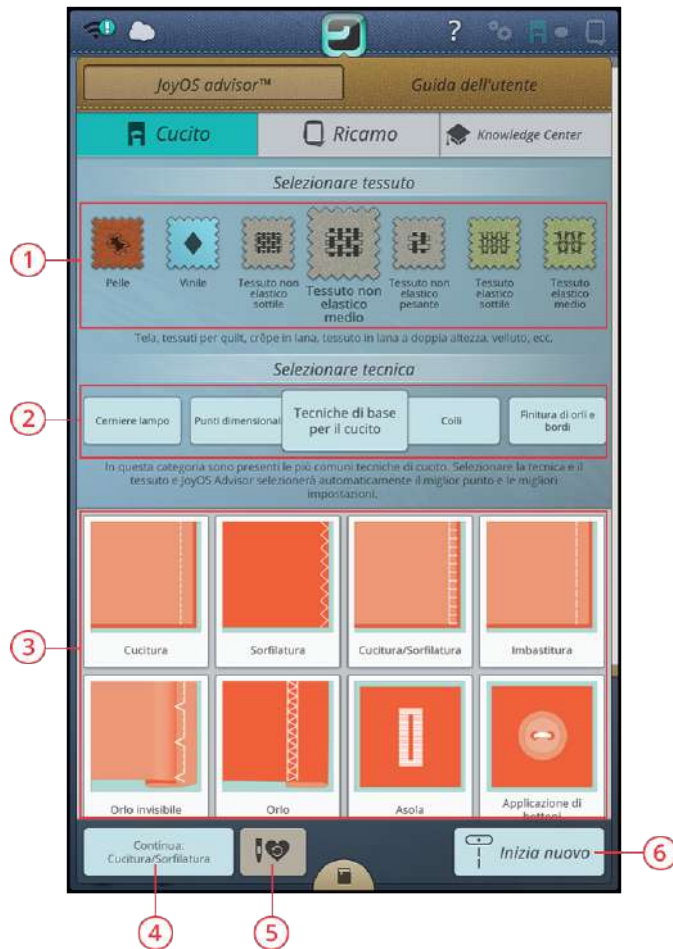 ?
JoyOS advisor™ Guida dell'utente
Cucito Ricamo Knowledge Center
Selezionare tessuto
1
Pelle
Vinile
Tessuto non
elastico
sottile
Tessuto non
elastico
medio
Tessuto non
elastico
pesante
Tessuto
elastico
sottile
Tessuto
elastico
medio
Tela, tessuti per quilt, crêpe in lana, tessuto in lana a doppia altezza, velluto, ecc.
Selezionare tecnica
2
Cerniere lampo
Punti dimensional
Tecniche di base
per il cucito
Colli
Finitura di orli e
bordi
In questa categoria sono presenti le più comuni tecniche di cucito. Selezionare la tecnica e il
tessuto e JoyOS Advisor selezionerà automaticamente il miglior punto e le migliori
impostazioni.
3
Cucitura
Sorfilatura
Cucitura/Sorfilatura
Imbastitura
Orlo invisibile
Orlo
Asola
Applicazione di
bottoni
Continua:
Cucitura/Sorfilatura
Inizia nuovo
6
4
5